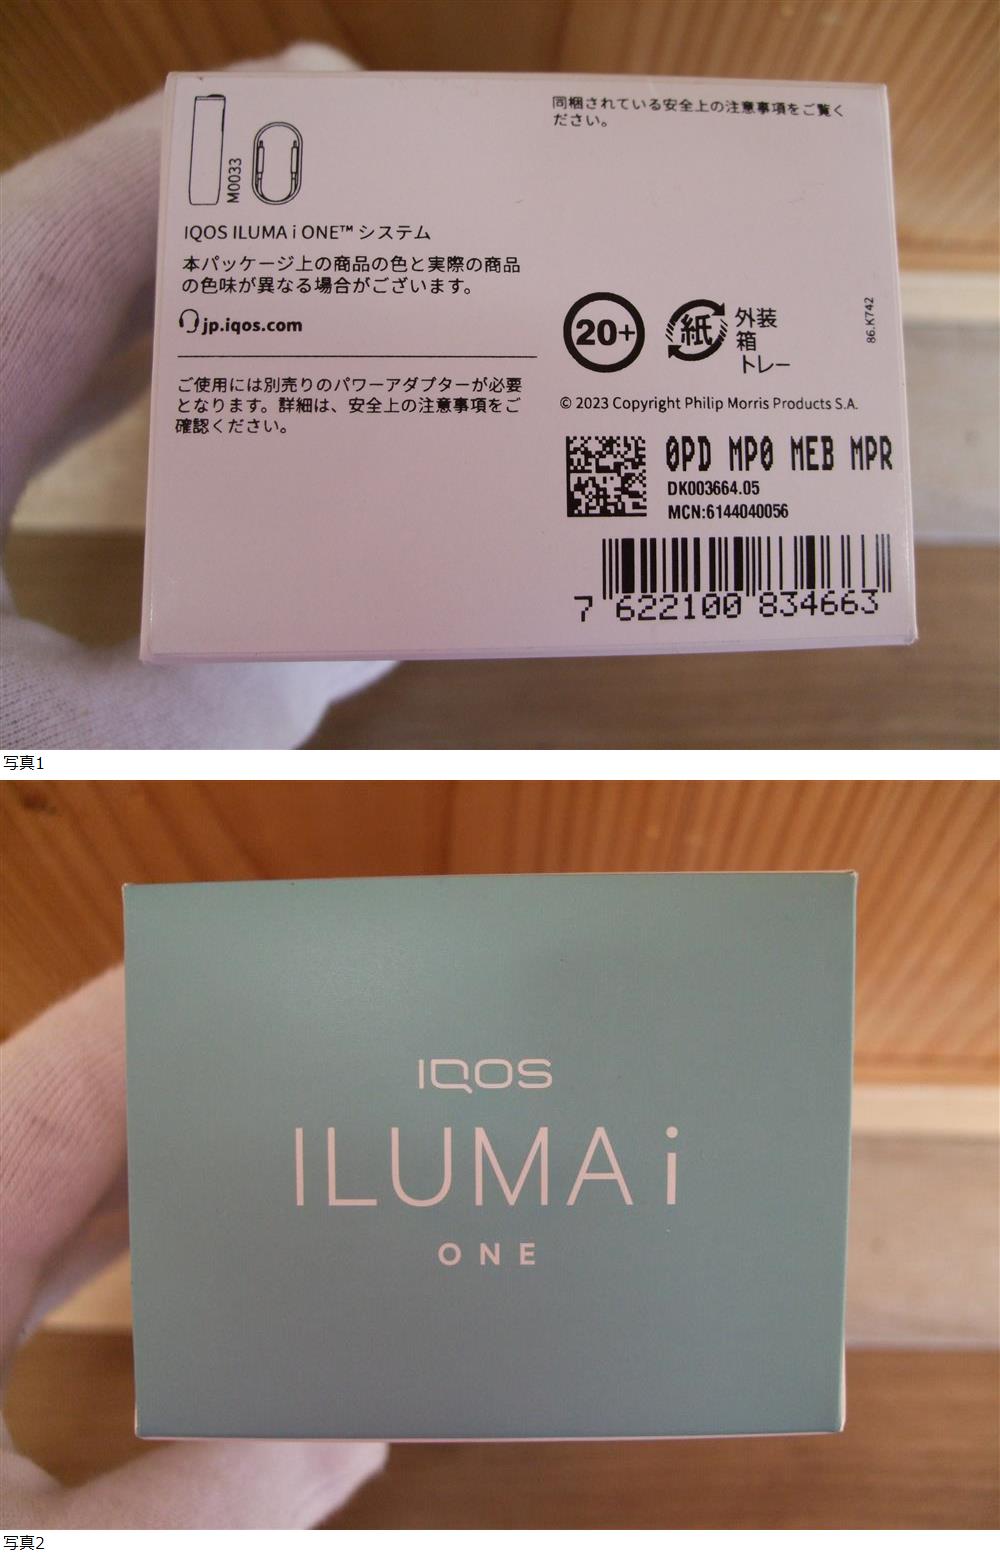 M0033
IQOS ILUMA i ONE™ システム
本パッケージ上の商品の色と実際の商品
の色味が異なる場合がございます。
jp.iqos.com
ご使用には別売りのパワーアダプターが必要
となります。詳細は、安全上の注意事項をご
確認ください。
同梱されている安全上の注意事項をご覧く
ださい。
20+
紙
外装
箱
トレー
86.K742
© 2023 Copyright Philip Morris Products S.A.
0PD MP0 MEB MPR
DK003664.05
MCN:6144040056
7 622100 834663
写真1
IQOS
ILUMA i
ONE
写真2